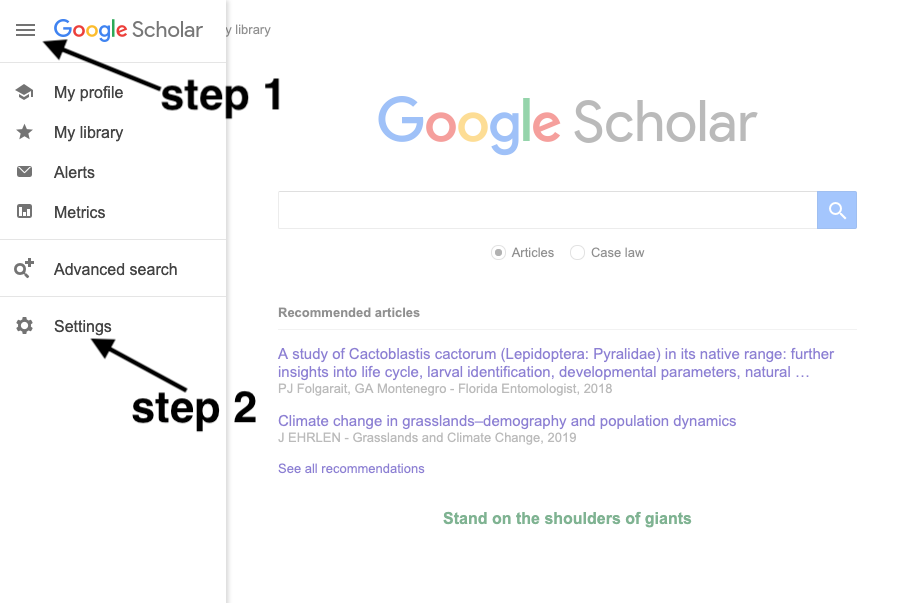 Google Scholar
y library
step 1
My profile
My library
Alerts
Metrics
Advanced search
Settings
step 2
Google Scholar
Articles
Case law
Recommended articles
A study of Cactoblastis cactorum (Lepidoptera: Pyralidae) in its native range: further
insights into life cycle, larval identification, developmental parameters, natural …
PJ Folgarait, GA Montenegro - Florida Entomologist, 2018
Climate change in grasslands–demography and population dynamics
J EHRLEN - Grasslands and Climate Change, 2019
See all recommendations
Stand on the shoulders of giants